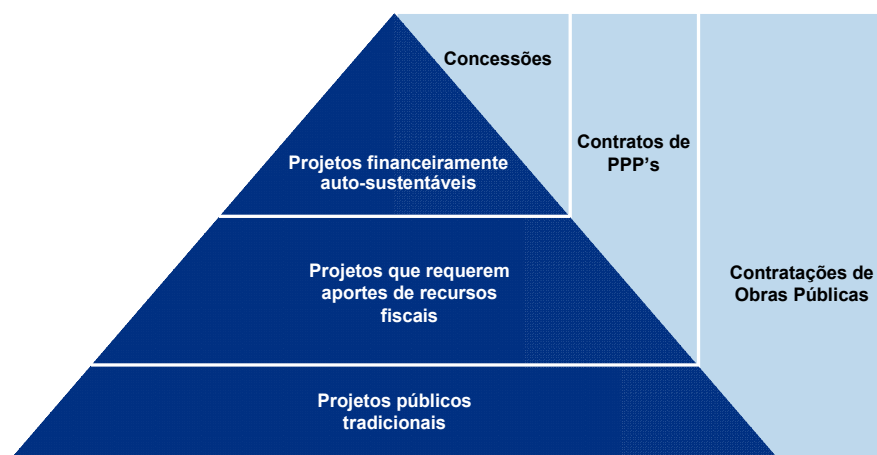 Concessões
Contratos de
PPP's
Projetos financeiramente
auto-sustentáveis
Projetos que requerem
aportes de recursos
fiscais
Contratações de
Obras Públicas
Projetos públicos
tradicionais